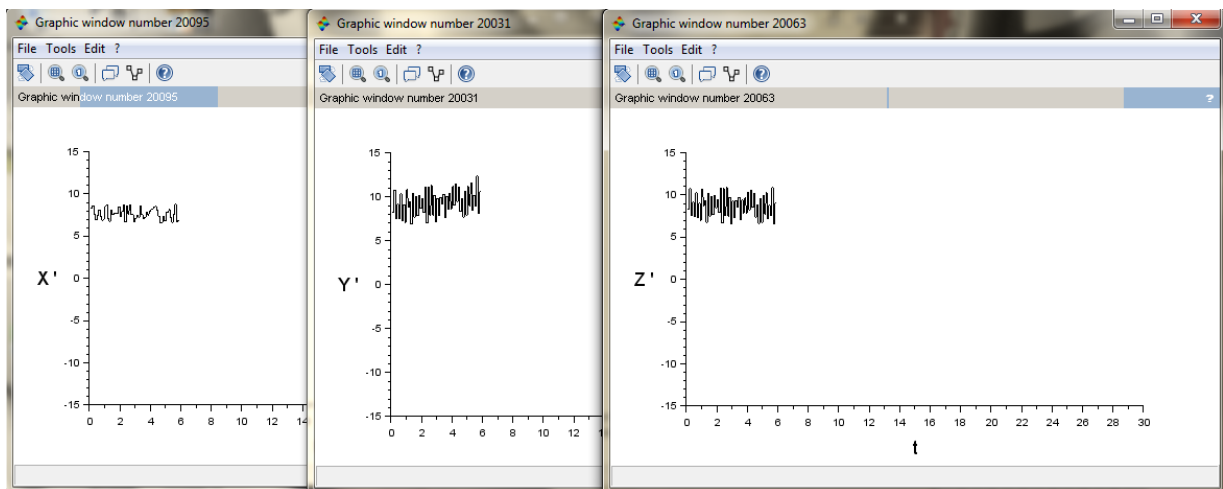 Graphic window number 20095
File Tools Edit ?
Graphic window number 20095
15
10
5
X' 0
-5
-10
-15
0 2 4 6 8 10 12 14
Graphic window number 20031
File Tools Edit ?
Graphic window number 20031
15
10
5
Y' 0
-5
-10
-15
0 2 4 6 8 10 12
Graphic window number 20063
File Tools Edit ?
Graphic window number 20063 ?
15
10
5
Z' 0
-5
-10
-15
0 2 4 6 8 10 12 14 16 18 20 22 24 26 28 30
t